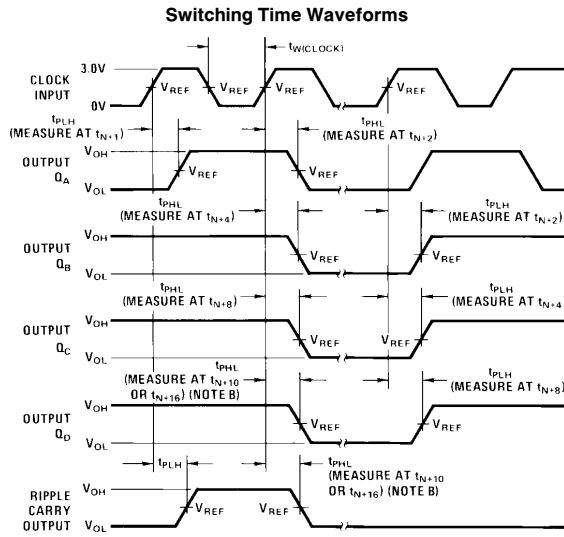 Switching Time Waveforms
tW(CLOCK)
3.0V
CLOCK
INPUT
VREF
VREF
VREF
VREF
0V
tPLH
(MEASURE AT tN+1)
tPHL
(MEASURE AT tN+2)
VOH
OUTPUT
QA
VREF
VREF
VOL
tPHL
(MEASURE AT tN+4)
tPLH
(MEASURE AT tN+2)
VOH
OUTPUT
QB
VREF
VREF
VOL
tPHL
(MEASURE AT tN+8)
tPLH
(MEASURE AT tN+4)
VOH
OUTPUT
QC
VREF
VREF
VOL
tPHL
(MEASURE AT tN+10
OR tN+16) (NOTE B)
tPLH
(MEASURE AT tN+8)
VOH
OUTPUT
QD
VREF
VREF
VOL
tPLH
tPHL
(MEASURE AT tN+10
OR tN+16) (NOTE B)
VOH
RIPPLE
CARRY
OUTPUT
VREF
VREF
VOL